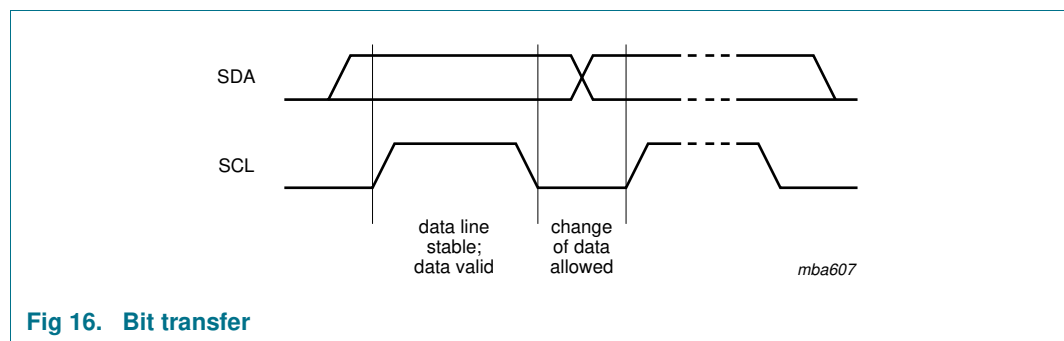 SDA
SCL
data line
stable;
data valid
change
of data
allowed
mba607
Fig 16. Bit transfer